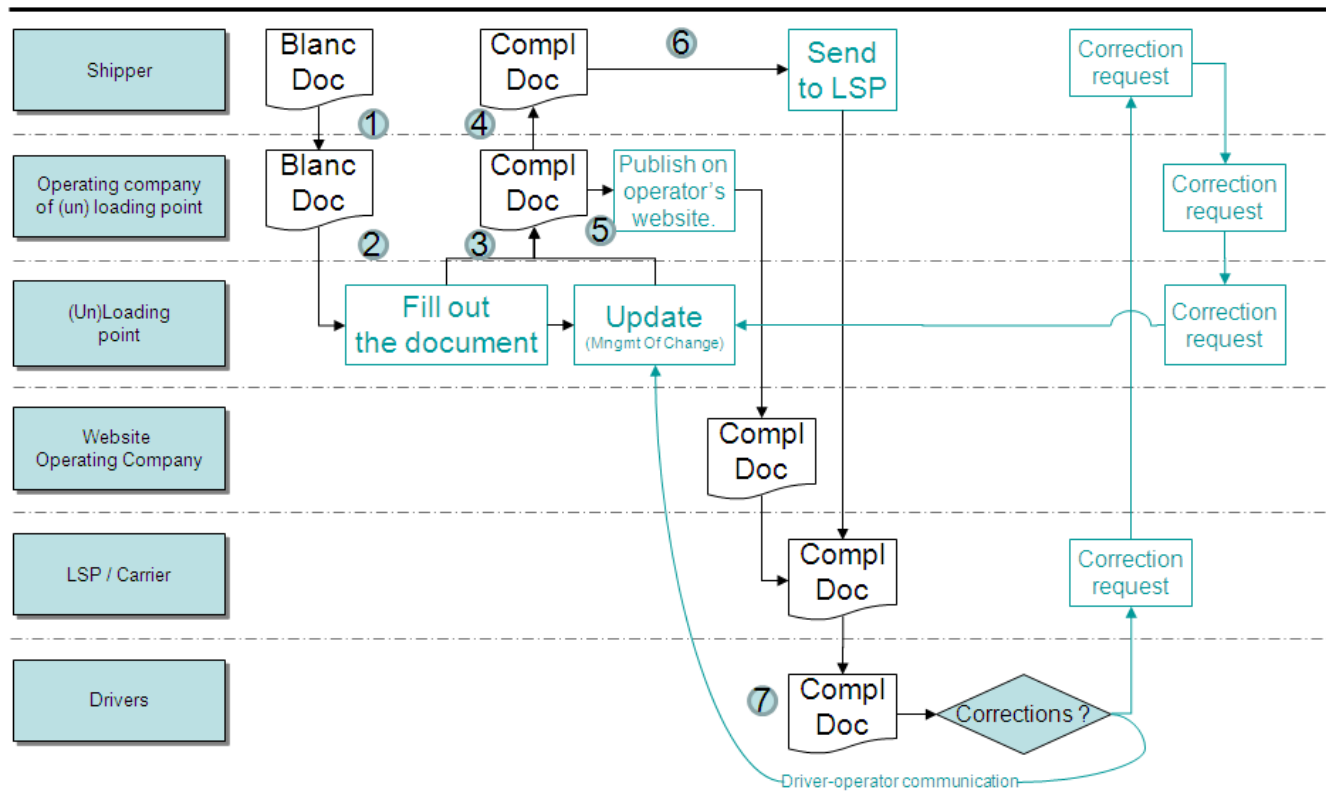 Shipper
Blanc
Doc
Compl
Doc
6
Send
to LSP
Correction
request
1
4
Operating company
of (un) loading point
Blanc
Doc
Compl
Doc
Publish on
operator's
website.
Correction
request
2
3
5
(Un)Loading
point
Fill out
the document
Update
(Mngmt Of Change)
Correction
request
Website
Operating Company
Compl
Doc
LSP / Carrier
Compl
Doc
Correction
request
Drivers
7
Compl
Doc
Corrections ?
Driver-operator communication